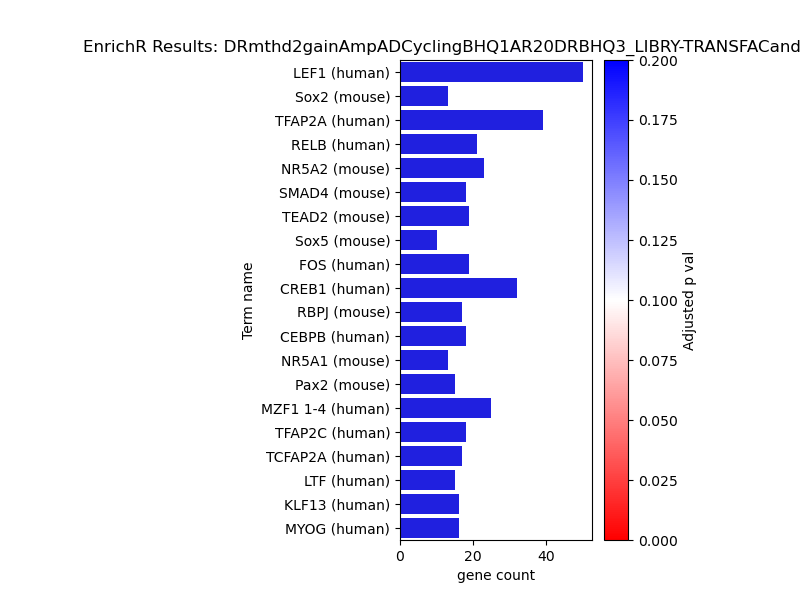 EnrichR Results: DRmthd2gainAmpADCyclingBHQ1AR20DRBHQ3_LIBRY-TRANSFACand
LEF1 (human)
Sox2 (mouse)
TFAP2A (human)
RELB (human)
NR5A2 (mouse)
SMAD4 (mouse)
TEAD2 (mouse)
Sox5 (mouse)
FOS (human)
CREB1 (human)
RBPJ (mouse)
CEBPB (human)
NR5A1 (mouse)
Pax2 (mouse)
MZF1 1-4 (human)
TFAP2C (human)
TCFAP2A (human)
LTF (human)
KLF13 (human)
MYOG (human)
Term name
0 20 40
gene count
0.200
0.175
0.150
0.125
0.100
0.075
0.050
0.025
0.000
Adjusted p val